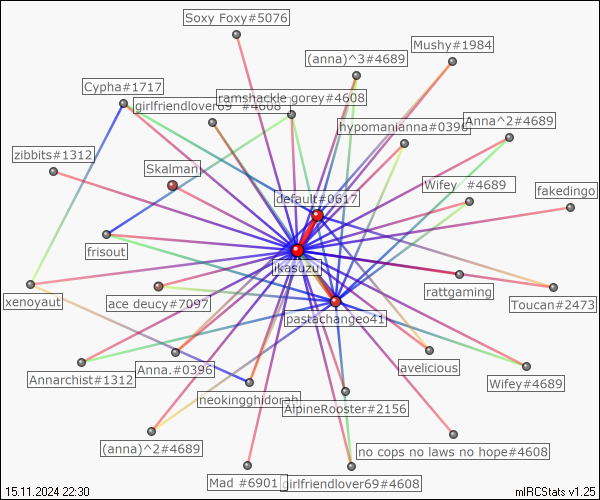 Soxy Foxy#5076
Mushy#1984
(anna)^3#4689
Cypha#1717
ramshackle gorey#4608
girlfriendlover69 #4608
hypomanianna#0396
Anna^2#4689
zibbits#1312
Skalman
Wifey #4689
fakedingo
default#0617
frisout
likasuzu
xenoyaut
ace deucy#7097
rattgaming
Toucan#2473
pastachangeo41
Annarchist#1312
Anna.#0396
lavelicious
Wifey#4689
neokingghidorah
AlpineRooster#2156
(anna)^2#4689
no cops no laws no hope#4608
Mad #6901
girlfriendlover69#4608
15.11.2024 22:30
mIRCStats v1.25